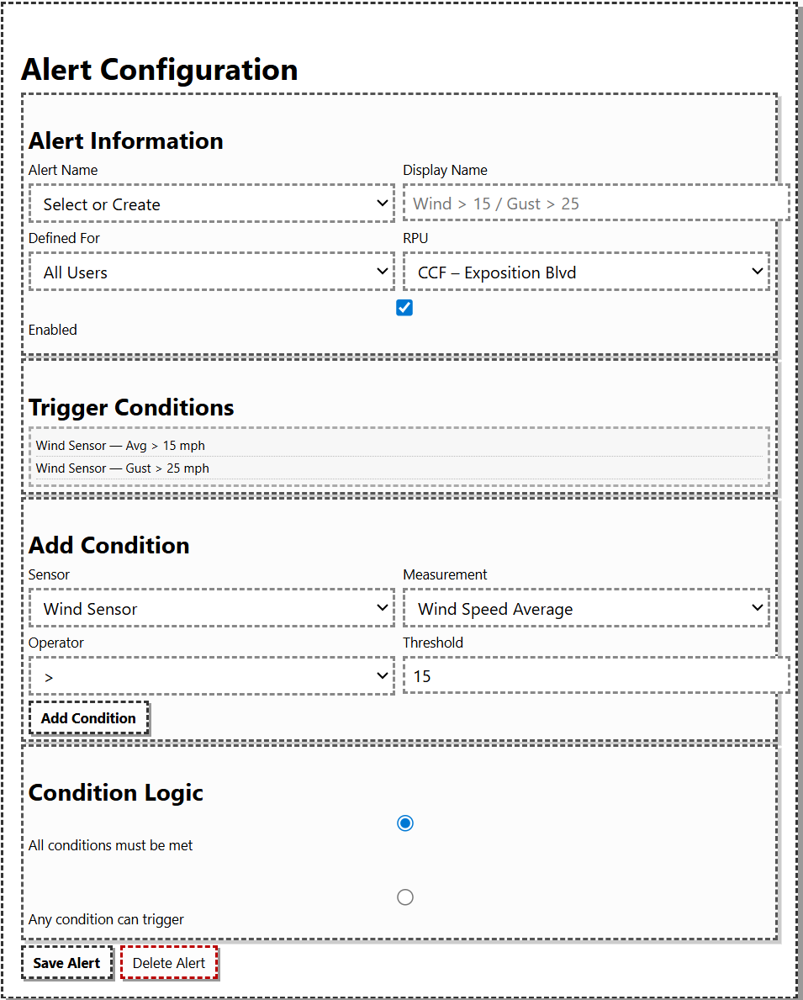 Alert Configuration
Alert Information
Alert Name
Display Name
Select or Create
Wind > 15 / Gust > 25
Defined For
RPU
All Users
CCF – Exposition Blvd
Enabled
Trigger Conditions
Wind Sensor — Avg > 15 mph
Wind Sensor — Gust > 25 mph
Add Condition
Sensor
Measurement
Wind Sensor
Wind Speed Average
Operator
Threshold
>
15
Add Condition
Condition Logic
All conditions must be met
Any condition can trigger
Save Alert
Delete Alert